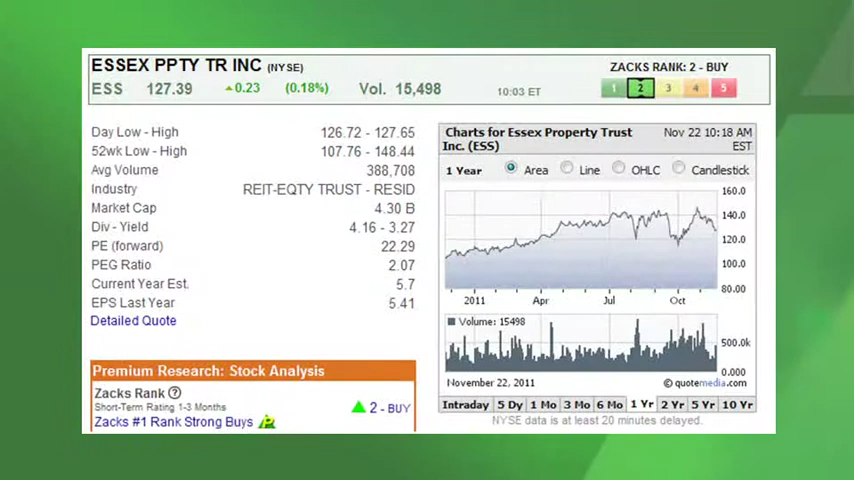 ESSEX PPTY TR INC (NYSE)
ESS 127.39 0.23 (0.18%) Vol. 15,498 10:03 ET
ZACKS RANK: 2 - BUY
1 2 3 4 5
Day Low - High 126.72 - 127.65
52wk Low - High 107.76 - 148.44
Avg Volume 388,708
Industry REIT-EQTY TRUST - RESID
Market Cap 4.30 B
Div - Yield 4.16 - 3.27
PE (forward) 22.29
PEG Ratio 2.07
Current Year Est. 5.7
EPS Last Year 5.41
Detailed Quote
Premium Research: Stock Analysis
Zacks Rank ?
Short-Term Rating 1-3 Months
2 - BUY
Zacks #1 Rank Strong Buys P
Charts for Essex Property Trust Nov 22 10:18 AM
Inc. (ESS) EST
1 Year Area Line OHLC Candlestick
160.0
140.0
120.0
100.0
80.00
2011 Apr Jul Oct
Volume: 15498
500.0k
0.000
November 22, 2011 © quotemedia.com
Intraday 5 Dy 1 Mo 3 Mo 6 Mo 1 Yr 2 Yr 5 Yr 10 Yr
NYSE data is at least 20 minutes delayed.